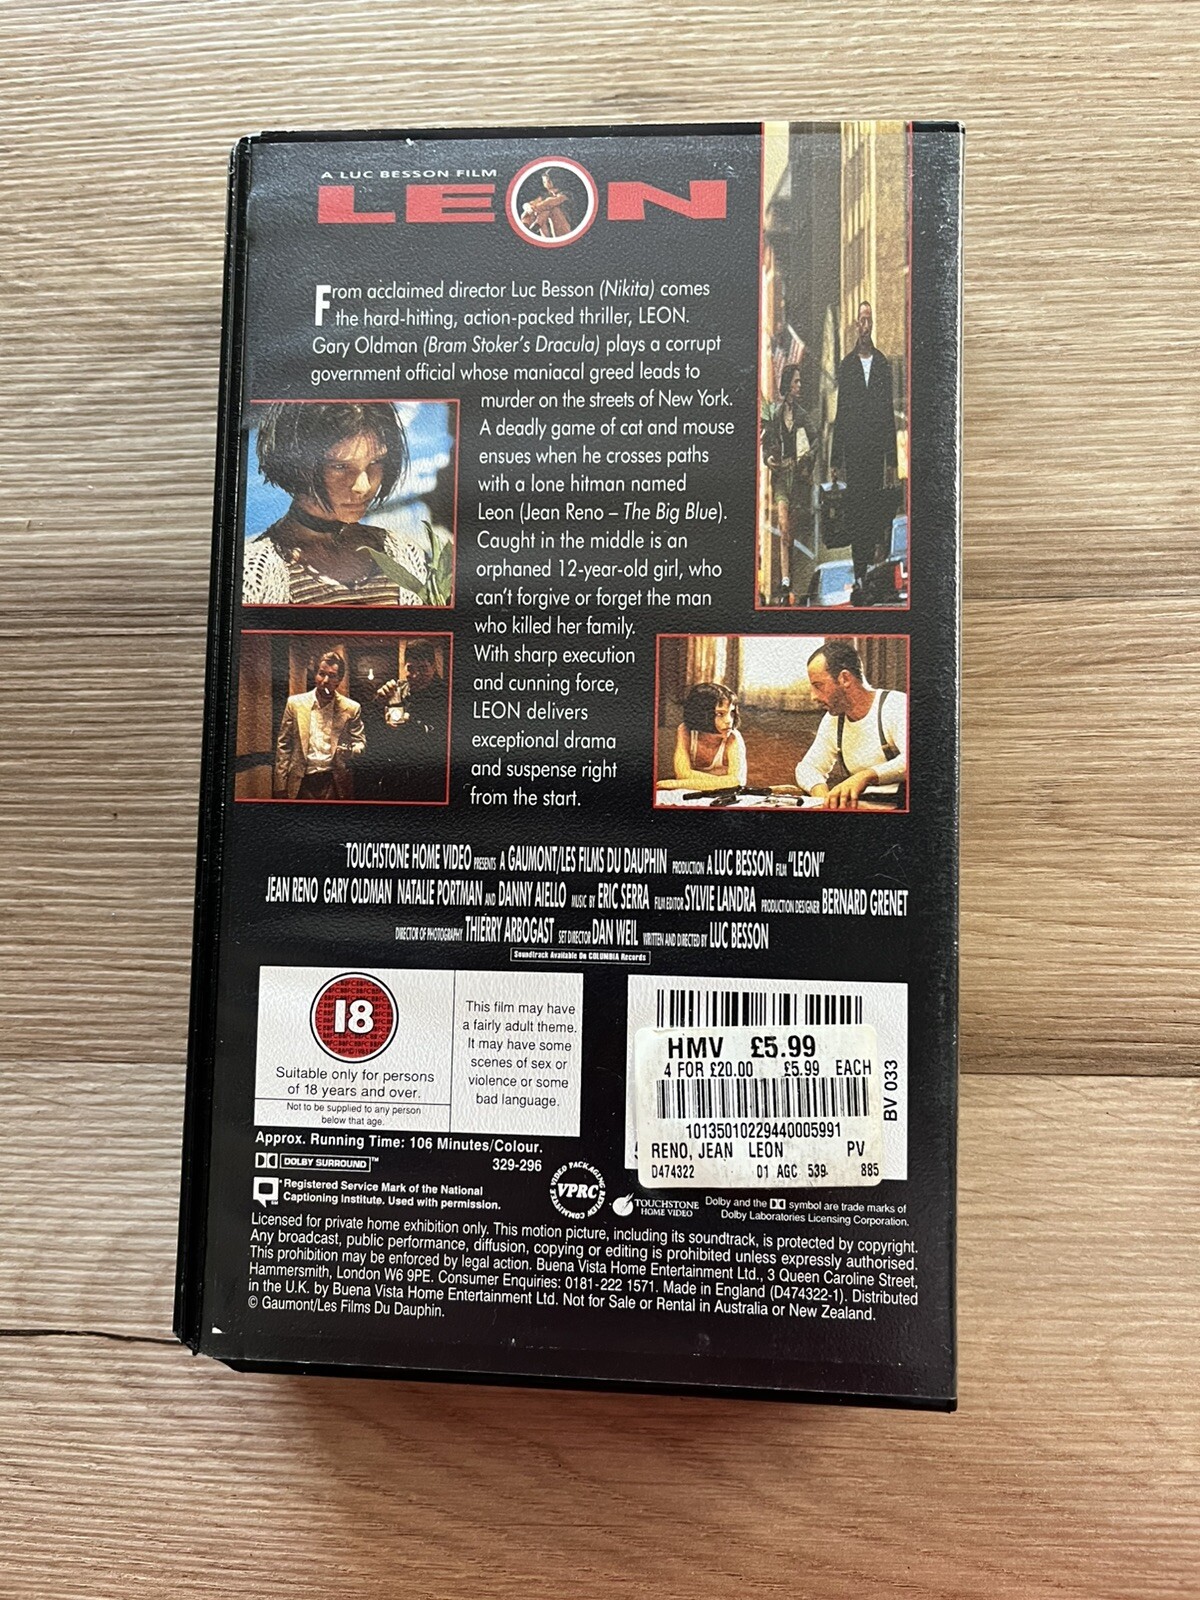 A LUC BESSON FILM
LEON
From acclaimed director Luc Besson (Nikita) comes
the hard-hitting, action-packed thriller, LEON.
Gary Oldman (Bram Stoker's Dracula) plays a corrupt
government official whose maniacal greed leads to
murder on the streets of New York.
A deadly game of cat and mouse
ensues when he crosses paths
with a lone hitman named
Leon (Jean Reno – The Big Blue).
Caught in the middle is an
orphaned 12-year-old girl, who
can't forgive or forget the man
who killed her family.
With sharp execution
and cunning force,
LEON delivers
exceptional drama
and suspense right
from the start.
TOUCHSTONE HOME VIDEO PRESENTS A GAUMONT/LES FILMS DU DAUPHIN PRODUCTION A LUC BESSON FILM "LEON"
JEAN RENO GARY OLDMAN NATALIE PORTMAN AND DANNY AIELLO MUSIC BY ERIC SERRA FILM EDITOR SYLVIE LANDRA PRODUCTION DESIGNER BERNARD GRENET
DIRECTOR OF PHOTOGRAPHY THIERRY ARBOGAST SET DIRECTOR DAN WEIL WRITTEN AND DIRECTED BY LUC BESSON
Soundtrack Available On COLUMBIA Records
18
Suitable only for persons
of 18 years and over.
Not to be supplied to any person
below that age.
This film may have
a fairly adult theme.
It may have some
scenes of sex or
violence or some
bad language.
HMV £5.99
4 FOR £20.00 £5.99 EACH
10135010229440005991
RENO, JEAN LEON PV
D474322 01 AGC 539 885
BV 033
Approx. Running Time: 106 Minutes/Colour.
DOLBY SURROUND™
329-296
Registered Service Mark of the National
Captioning Institute. Used with permission.
VIDEO PACKAGING REVIEW COMMITTEE
VPRC
TOUCHSTONE
HOME VIDEO
Dolby and the symbol are trade marks of
Dolby Laboratories Licensing Corporation.
Licensed for private home exhibition only. This motion picture, including its soundtrack, is protected by copyright.
Any broadcast, public performance, diffusion, copying or editing is prohibited unless expressly authorised.
This prohibition may be enforced by legal action. Buena Vista Home Entertainment Ltd., 3 Queen Caroline Street,
Hammersmith, London W6 9PE. Consumer Enquiries: 0181-222 1571. Made in England (D474322-1). Distributed
in the U.K. by Buena Vista Home Entertainment Ltd. Not for Sale or Rental in Australia or New Zealand.
© Gaumont/Les Films Du Dauphin.